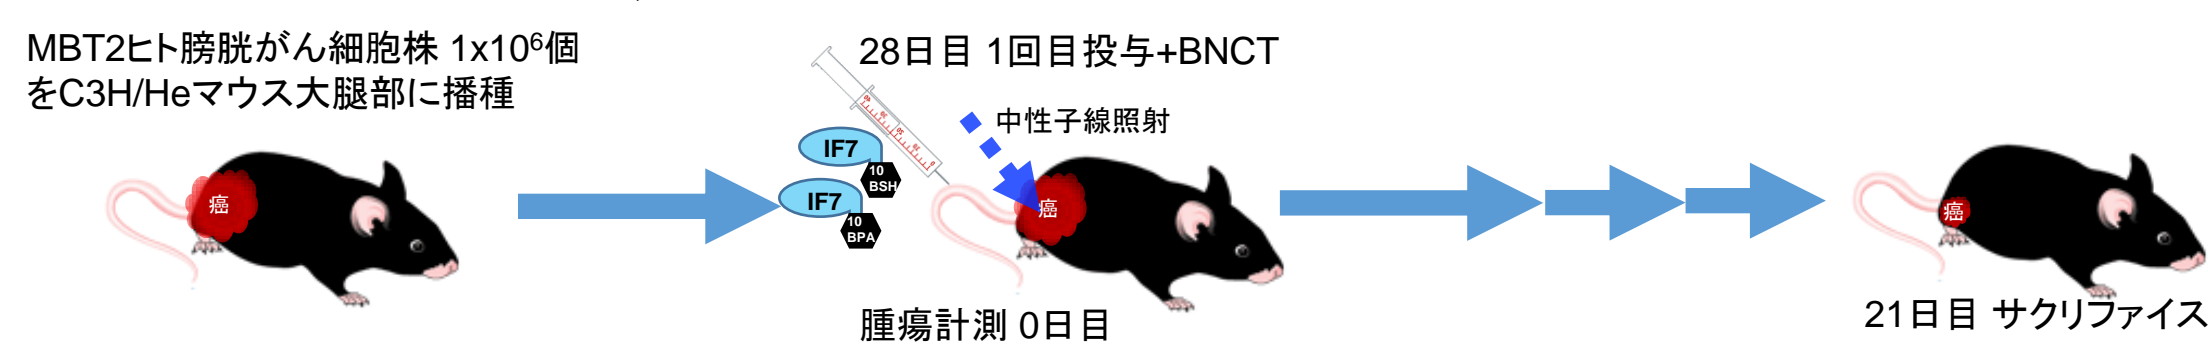 MBT2ヒト膀胱がん細胞株 1x10⁶個
をC3H/Heマウス大腿部に播種
癌
28日目 1回目投与+BNCT
中性子線照射
IF7
10
BSH
IF7
10
BPA
癌
腫瘍計測 0日目
癌
21日目 サクリファイス